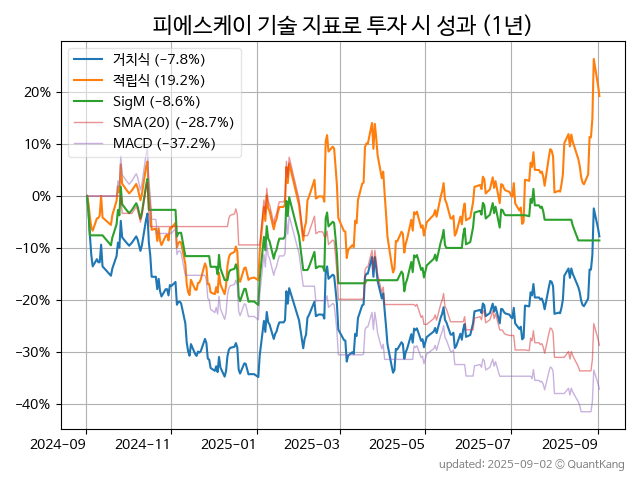 피에스케이 기술 지표로 투자 시 성과 (1년)
거치식 (−7.8%)
적립식 (19.2%)
SigM (−8.6%)
SMA(20) (−28.7%)
MACD (−37.2%)
20%
10%
0%
−10%
−20%
−30%
−40%
2024-09
2024-11
2025-01
2025-03
2025-05
2025-07
2025-09
updated: 2025-09-02 © QuantKang